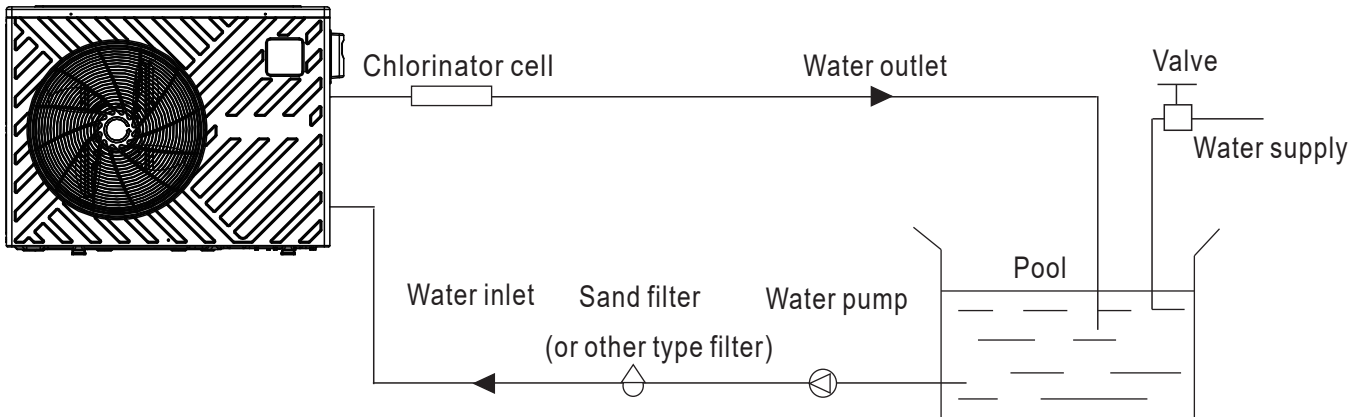 Chlorinator cell
Water outlet
Valve
Water supply
Pool
Water inlet
Sand filter
(or other type filter)
Water pump